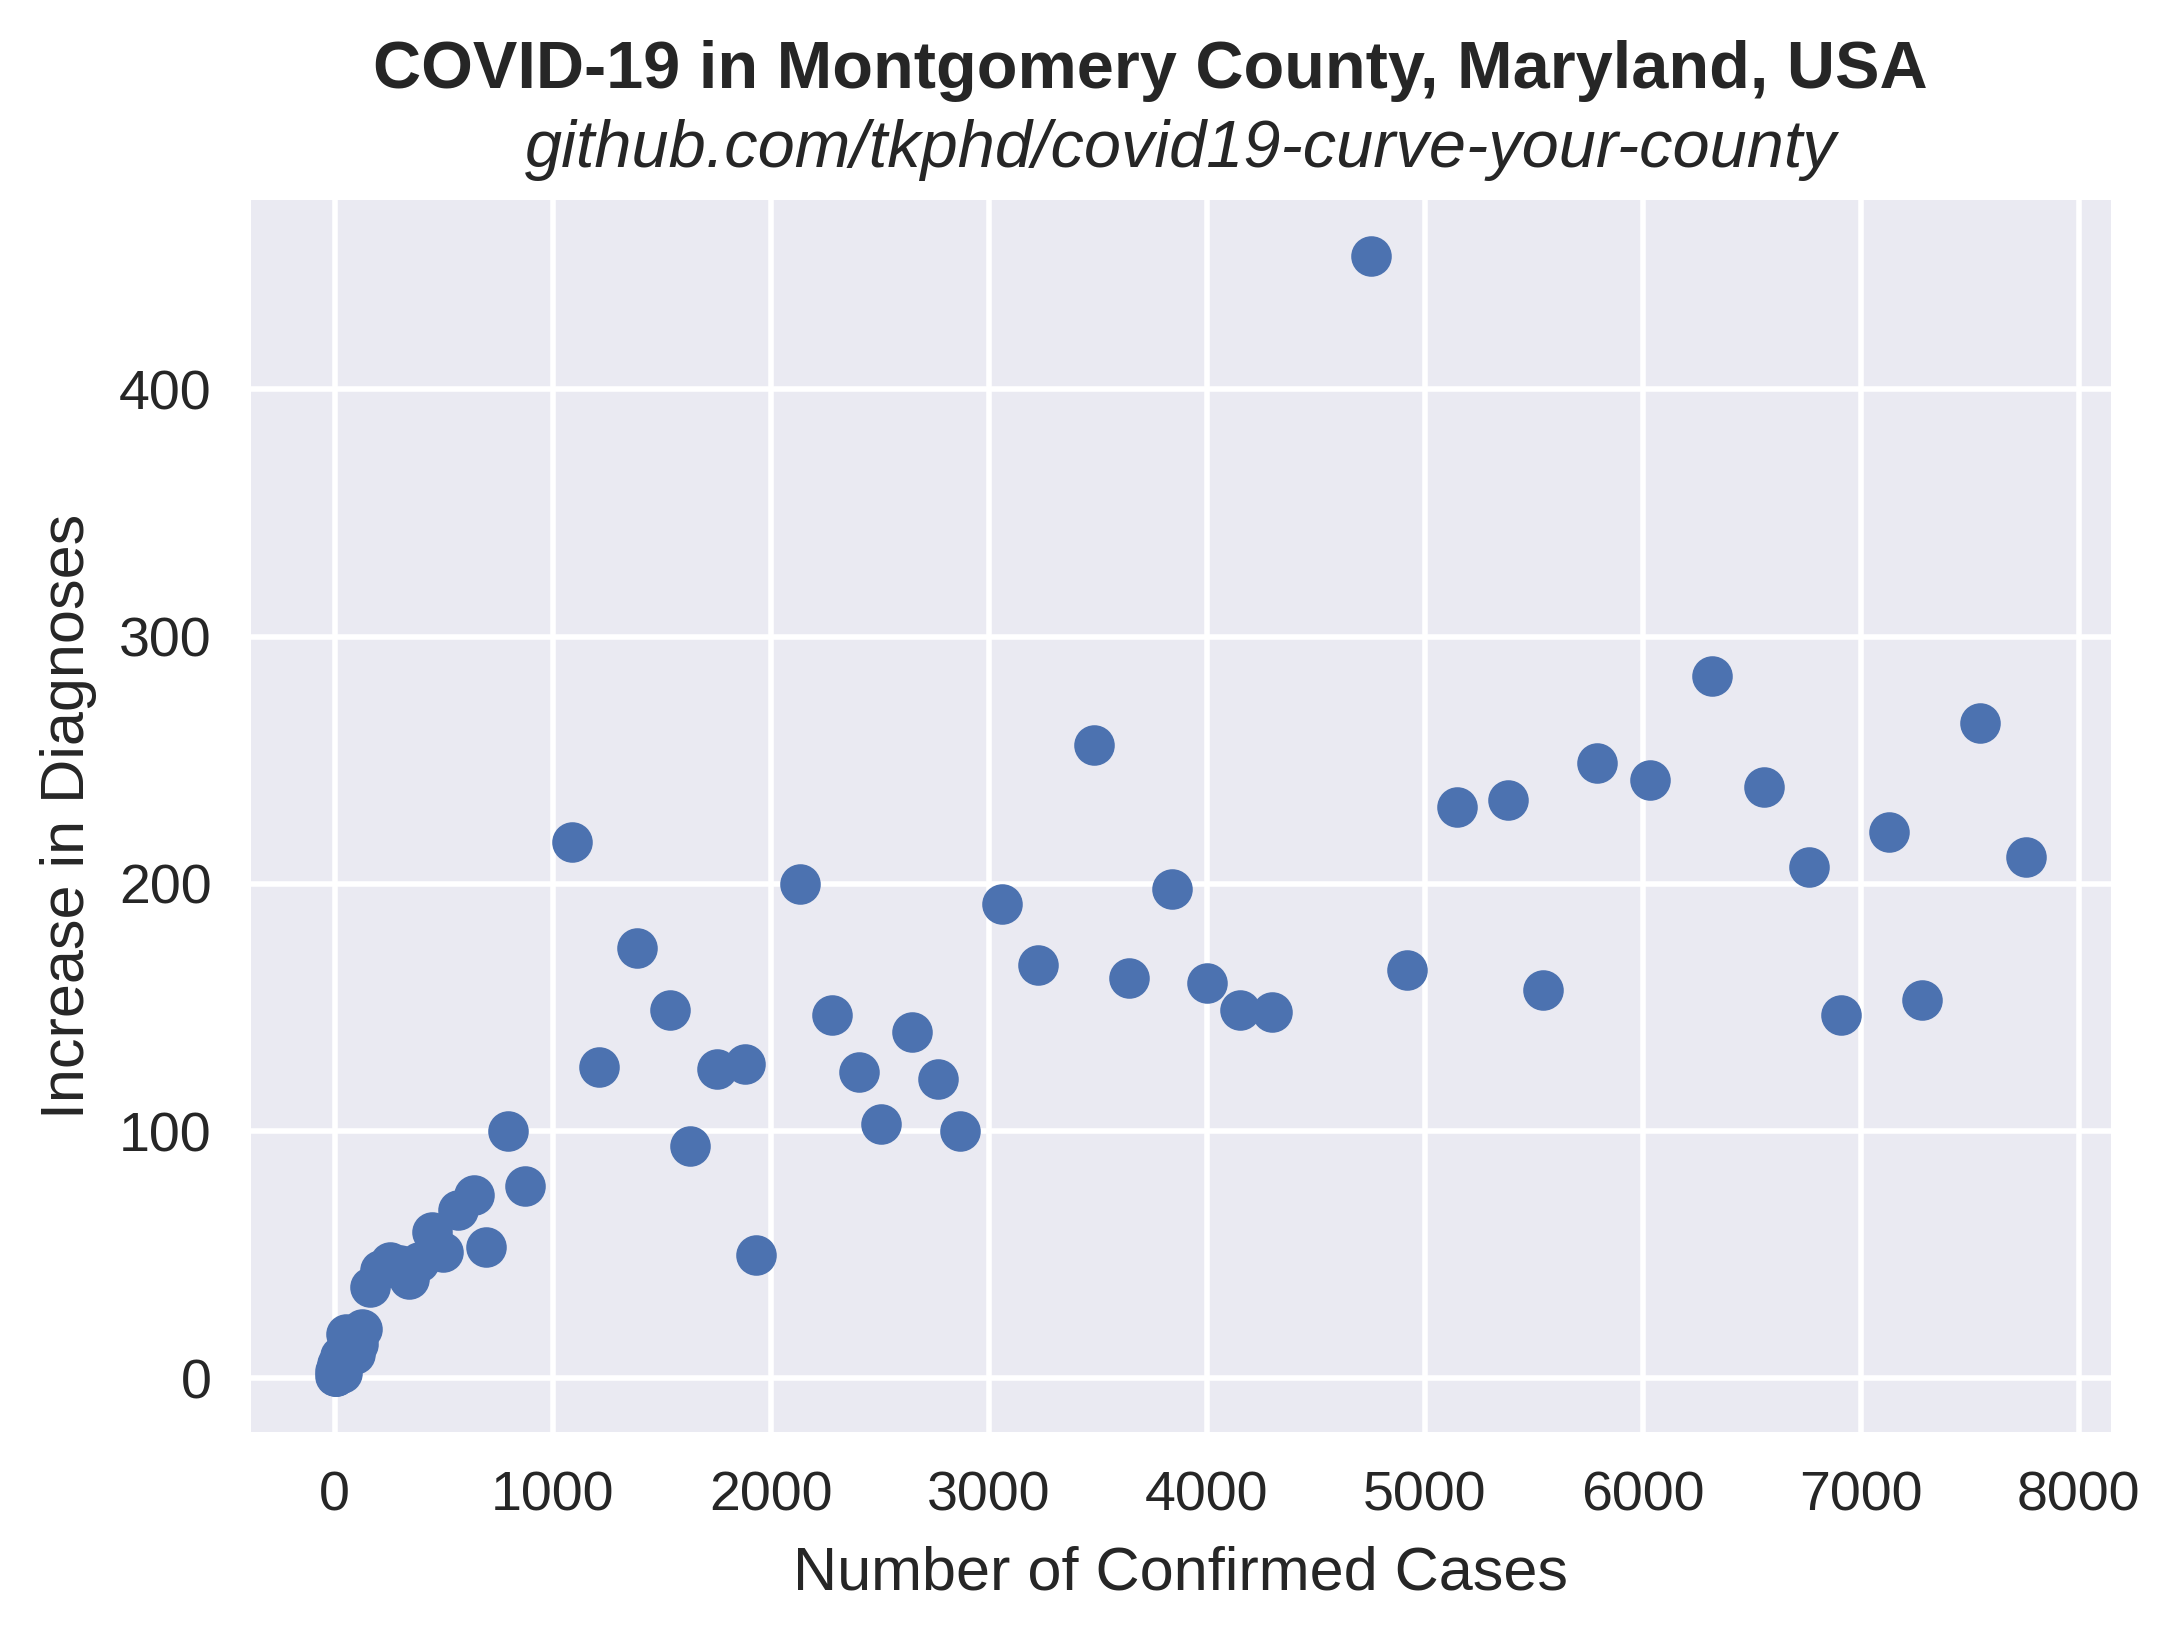 COVID-19 in Montgomery County, Maryland, USA
github.com/tkphd/covid19-curve-your-county
Increase in Diagnoses
400
300
200
100
0
0 1000 2000 3000 4000 5000 6000 7000 8000
Number of Confirmed Cases